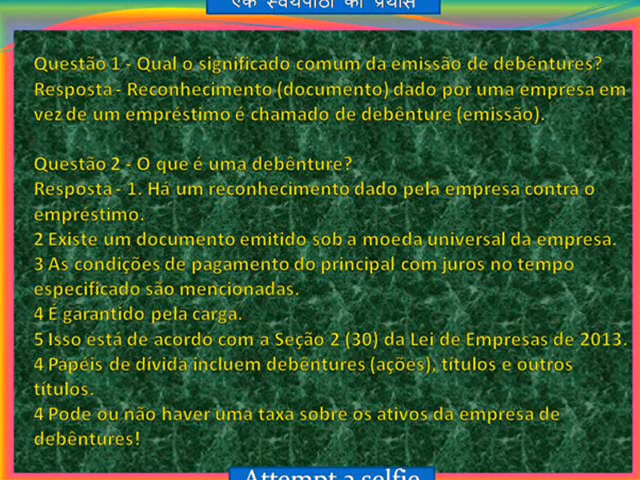 एक स्वयंपाठी का प्रयास
Questão 1 - Qual o significado comum da emissão de debêntures?
Resposta - Reconhecimento (documento) dado por uma empresa em
vez de um empréstimo é chamado de debênture (emissão).
Questão 2 - O que é uma debênture?
Resposta - 1. Há um reconhecimento dado pela empresa contra o
empréstimo.
2 Existe um documento emitido sob a moeda universal da empresa.
3 As condições de pagamento do principal com juros no tempo
especificado são mencionadas.
4 É garantido pela carga.
5 Isso está de acordo com a Seção 2 (30) da Lei de Empresas de 2013.
4 Papéis de dívida incluem debêntures (ações), títulos e outros
títulos.
4 Pode ou não haver uma taxa sobre os ativos da empresa de
debêntures!
Attempt a selfie